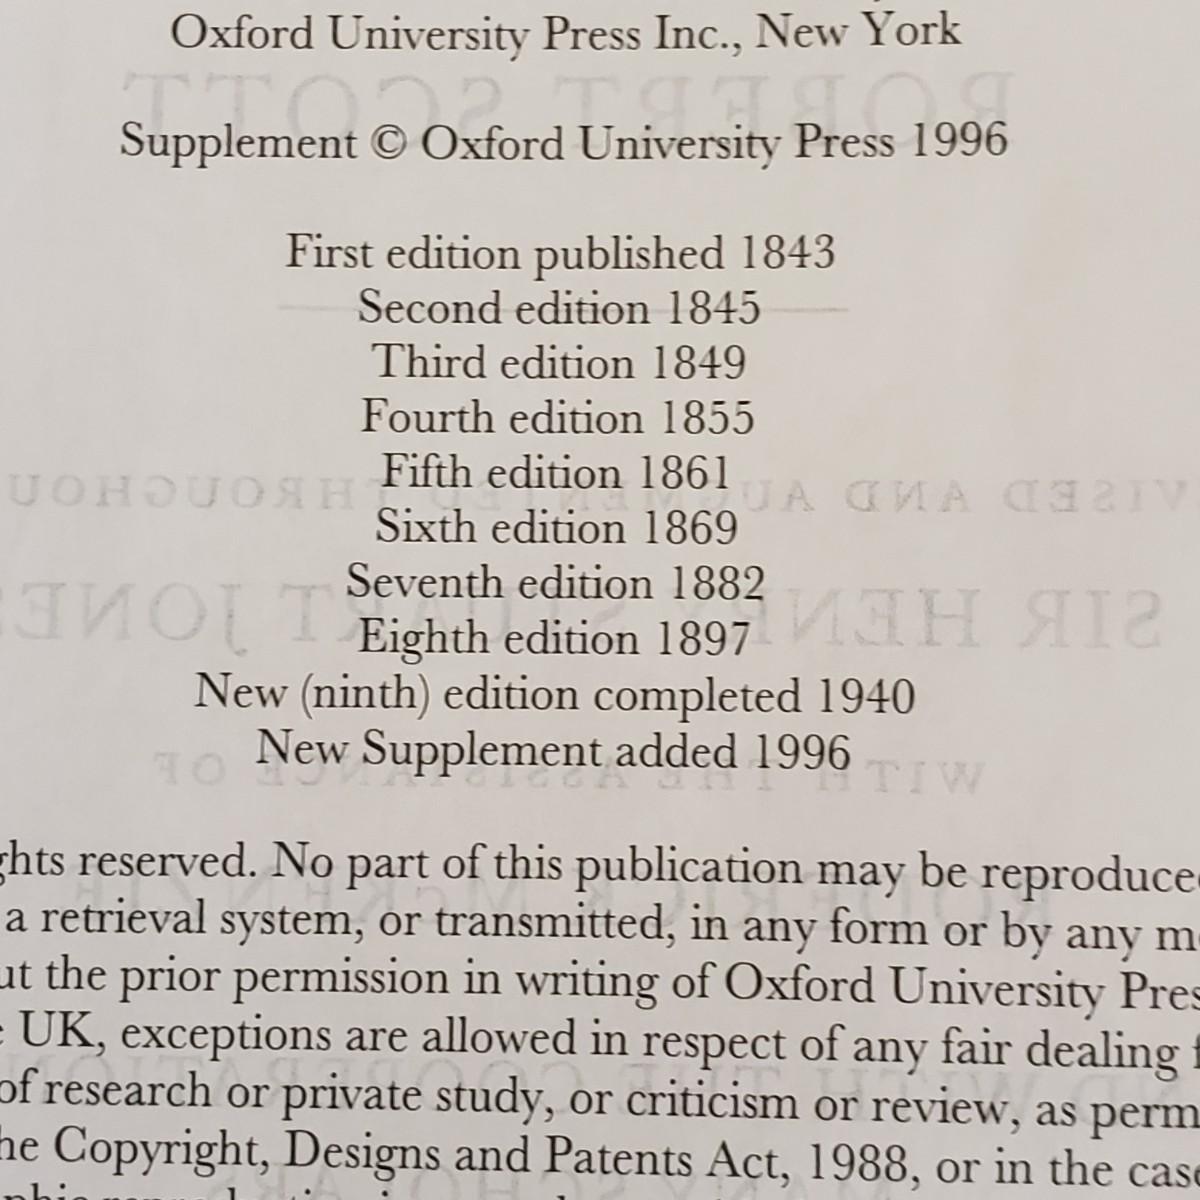 Oxford University Press Inc., New York
Supplement © Oxford University Press 1996
First edition published 1843
Second edition 1845
Third edition 1849
Fourth edition 1855
Fifth edition 1861
Sixth edition 1869
Seventh edition 1882
Eighth edition 1897
New (ninth) edition completed 1940
New Supplement added 1996
ghts reserved. No part of this publication may be reproduced
a retrieval system, or transmitted, in any form or by any m
ut the prior permission in writing of Oxford University Pres
UK, exceptions are allowed in respect of any fair dealing f
of research or private study, or criticism or review, as perm
he Copyright, Designs and Patents Act, 1988, or in the case